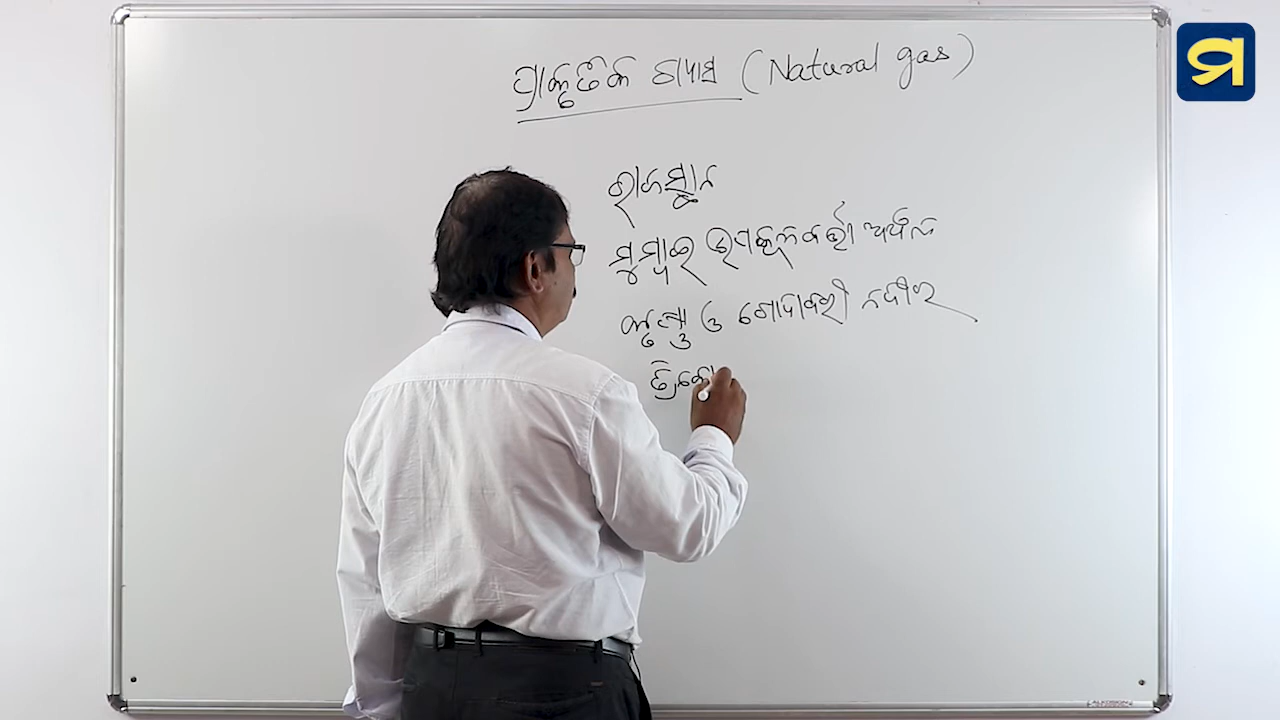 ପ୍ରାକୃତିକ ଗ୍ୟାସ (Natural gas)
ରାଜସ୍ଥାନ
ମୁମ୍ବାଇ ଉପକୂଳବର୍ତ୍ତୀ ଅଞ୍ଚଳ
କୃଷ୍ଣା ଓ ଗୋଦାବରୀ ନଦୀର
ତ୍ରିକୋ